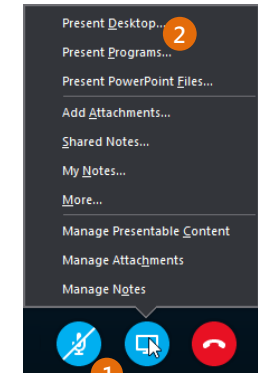 Present Desktop...
2
Present Programs...
Present PowerPoint Files...
Add Attachments...
Shared Notes...
My Notes...
More...
Manage Presentable Content
Manage Attachments
Manage Notes
1